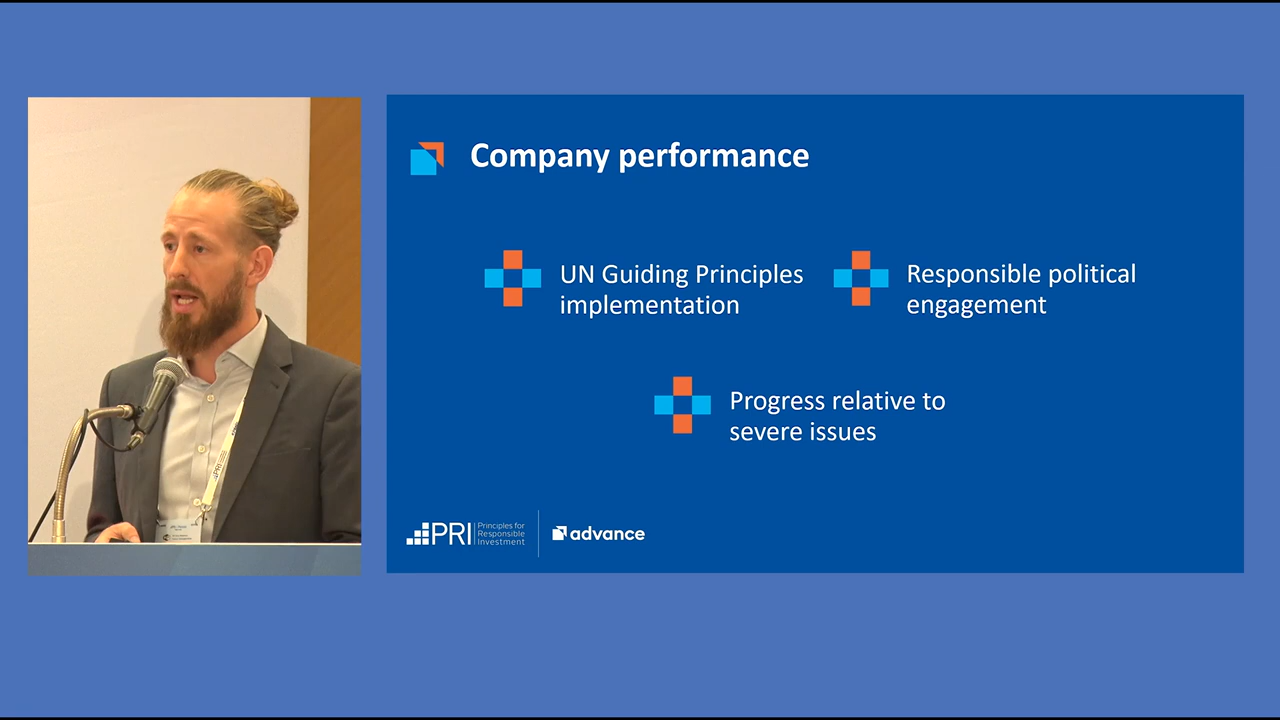 Company performance
UN Guiding Principles
implementation
Responsible political
engagement
Progress relative to
severe issues
PRI
Principles for
Responsible
Investment
advance
PRI